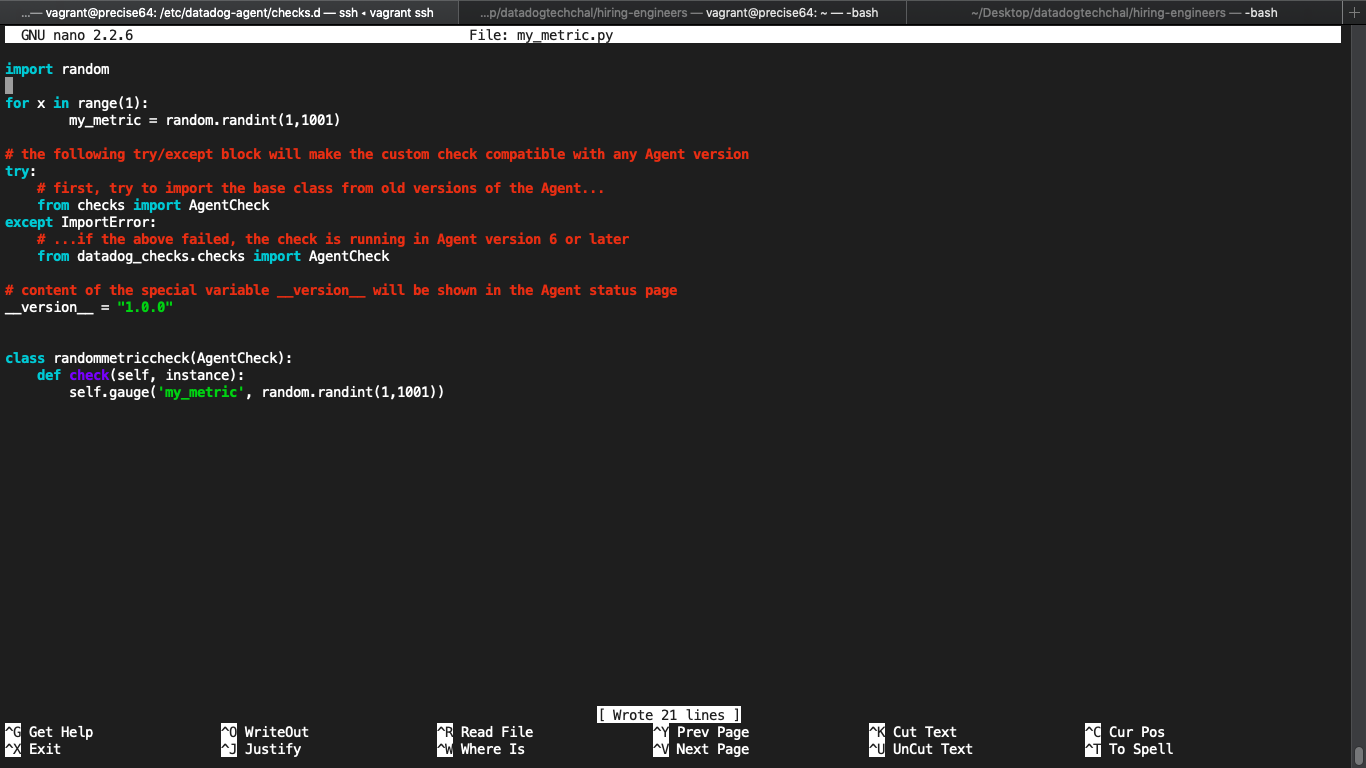 ...— vagrant@precise64: /etc/datadog-agent/checks.d — ssh ◂ vagrant ssh
...p/datadogtechchal/hiring-engineers — vagrant@precise64: ~ — -bash
~/Desktop/datadogtechchal/hiring-engineers — -bash
+
GNU nano 2.2.6 File: my_metric.py
import random
for x in range(1):
my_metric = random.randint(1,1001)
# the following try/except block will make the custom check compatible with any Agent version
try:
# first, try to import the base class from old versions of the Agent...
from checks import AgentCheck
except ImportError:
# ...if the above failed, the check is running in Agent version 6 or later
from datadog_checks.checks import AgentCheck
# content of the special variable __version__ will be shown in the Agent status page
__version__ = "1.0.0"
class randommetriccheck(AgentCheck):
def check(self, instance):
self.gauge('my_metric', random.randint(1,1001))
[ Wrote 21 lines ]
^G Get Help ^O WriteOut ^R Read File ^Y Prev Page ^K Cut Text ^C Cur Pos
^X Exit ^J Justify ^W Where Is ^V Next Page ^U UnCut Text ^T To Spell